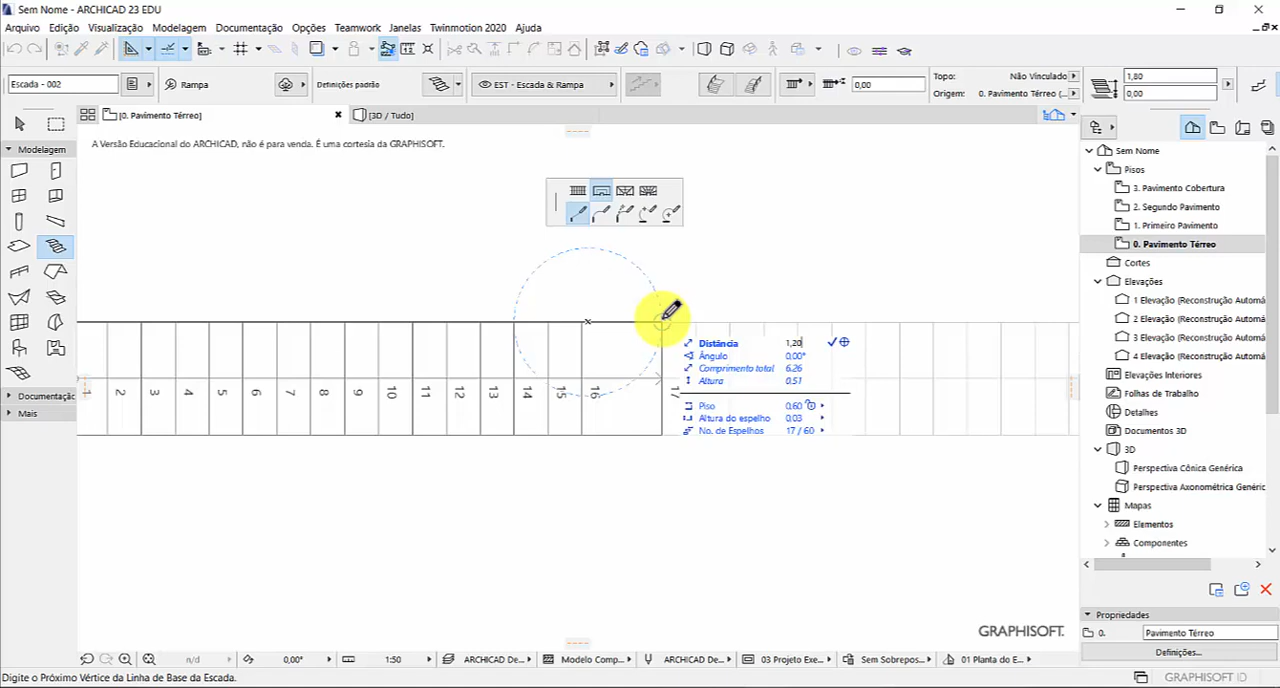 Sem Nome - ARCHICAD 23 EDU
Arquivo Edição Visualização Modelagem Documentação Opções Teamwork Janelas Twinmotion 2020 Ajuda
Escada - 002
Rampa
Definições padrão
EST - Escada & Rampa
0,00
Topo: Não Vinculado
Origem: 0. Pavimento Térreo (...
1,80
0,00
[0. Pavimento Térreo]
[3D / Tudo]
A Versão Educacional do ARCHICAD, não é para venda. É uma cortesia da GRAPHISOFT.
Modelagem
Documentação
Mais
1 2 3 4 5 6 7 8 9 10 11 12 13 14 15 16 17
Distância 1,20
Ângulo 0,00°
Comprimento total 6.26
Altura 0.51
Piso 0.60
Altura do espelho 0,03
No. de Espelhos 17 / 60
Sem Nome
Pisos
3. Pavimento Cobertura
2. Segundo Pavimento
1. Primeiro Pavimento
0. Pavimento Térreo
Cortes
Elevações
1 Elevação (Reconstrução Automá
2 Elevação (Reconstrução Automá
3 Elevação (Reconstrução Automá
4 Elevação (Reconstrução Automá
Elevações Interiores
Folhas de Trabalho
Detalhes
Documentos 3D
3D
Perspectiva Cônica Genérica
Perspectiva Axonométrica Genéric
Mapas
Elementos
Componentes
Propriedades
0. Pavimento Térreo
Definições...
GRAPHISOFT.
n/d 0,00° 1:50 ARCHICAD De... Modelo Comp... ARCHICAD De... 03 Projeto Exe... Sem Sobrepos... 01 Planta do E...
Digite o Próximo Vértice da Linha de Base da Escada.
GRAPHISOFT ID